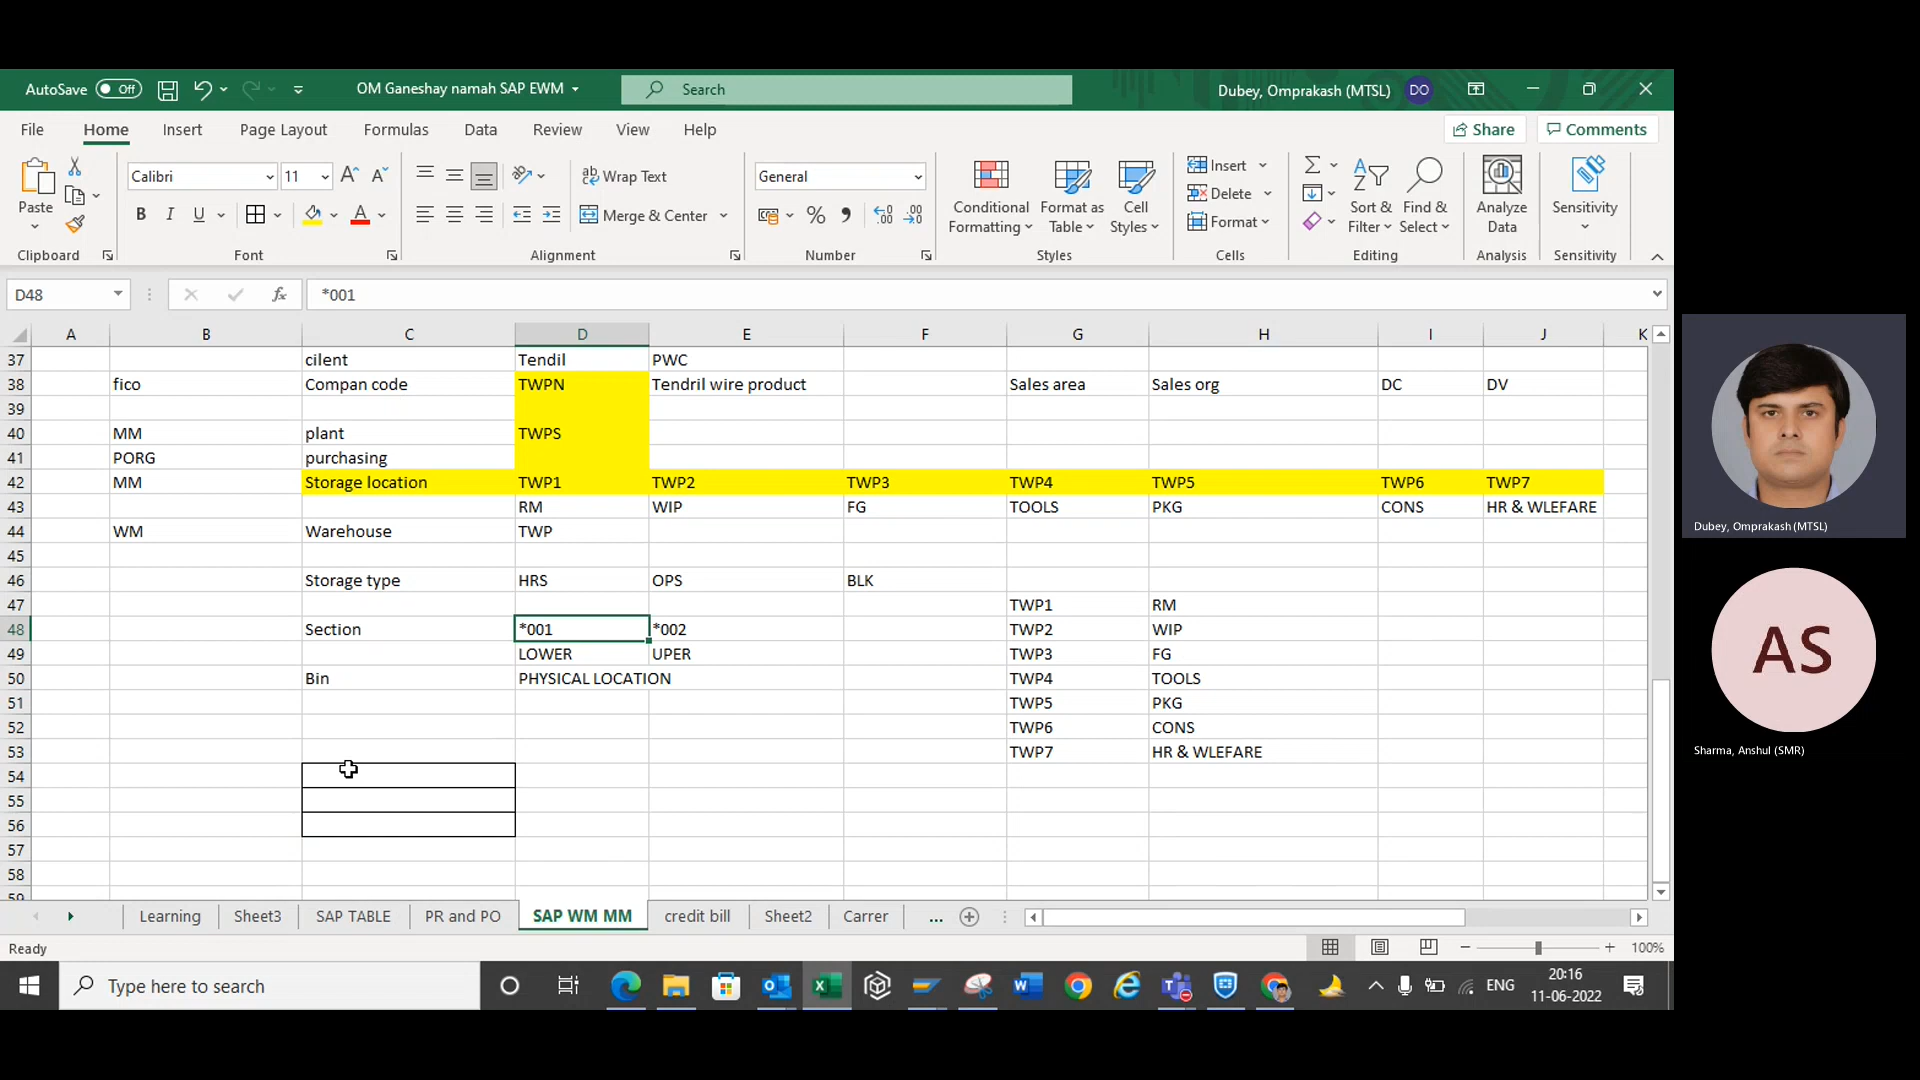 AutoSave Off OM Ganeshay namah SAP EWM Search Dubey, Omprakash (MTSL) DO
File Home Insert Page Layout Formulas Data Review View Help Share Comments
Calibri 11 Wrap Text General Insert
Paste Merge & Center Conditional Formatting Format as Table Cell Styles Delete Format Sort & Filter Find & Select Analyze Data Sensitivity
Clipboard Font Alignment Number Styles Cells Editing Analysis Sensitivity
D48 fx *001
A B C D E F G H I J K
37 cilent Tendil PWC
38 fico Compan code TWPN Tendril wire product Sales area Sales org DC DV
39
40 MM plant TWPS
41 PORG purchasing
42 MM Storage location TWP1 TWP2 TWP3 TWP4 TWP5 TWP6 TWP7
43 RM WIP FG TOOLS PKG CONS HR & WLEFARE
44 WM Warehouse TWP
45
46 Storage type HRS OPS BLK
47 TWP1 RM
48 Section *001 *002 TWP2 WIP
49 LOWER UPER TWP3 FG
50 Bin PHYSICAL LOCATION TWP4 TOOLS
51 TWP5 PKG
52 TWP6 CONS
53 TWP7 HR & WLEFARE
54
55
56
57
58
59
Learning Sheet3 SAP TABLE PR and PO SAP WM MM credit bill Sheet2 Carrer ...
Ready 100%
Type here to search ENG 20:16
11-06-2022
Dubey, Omprakash (MTSL)
AS
Sharma, Anshul (SMR)